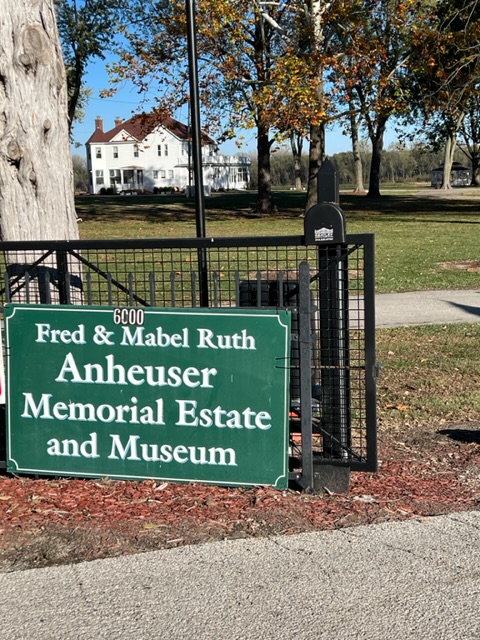 6000
Fred & Mabel Ruth
Anheuser
Memorial Estate
and Museum